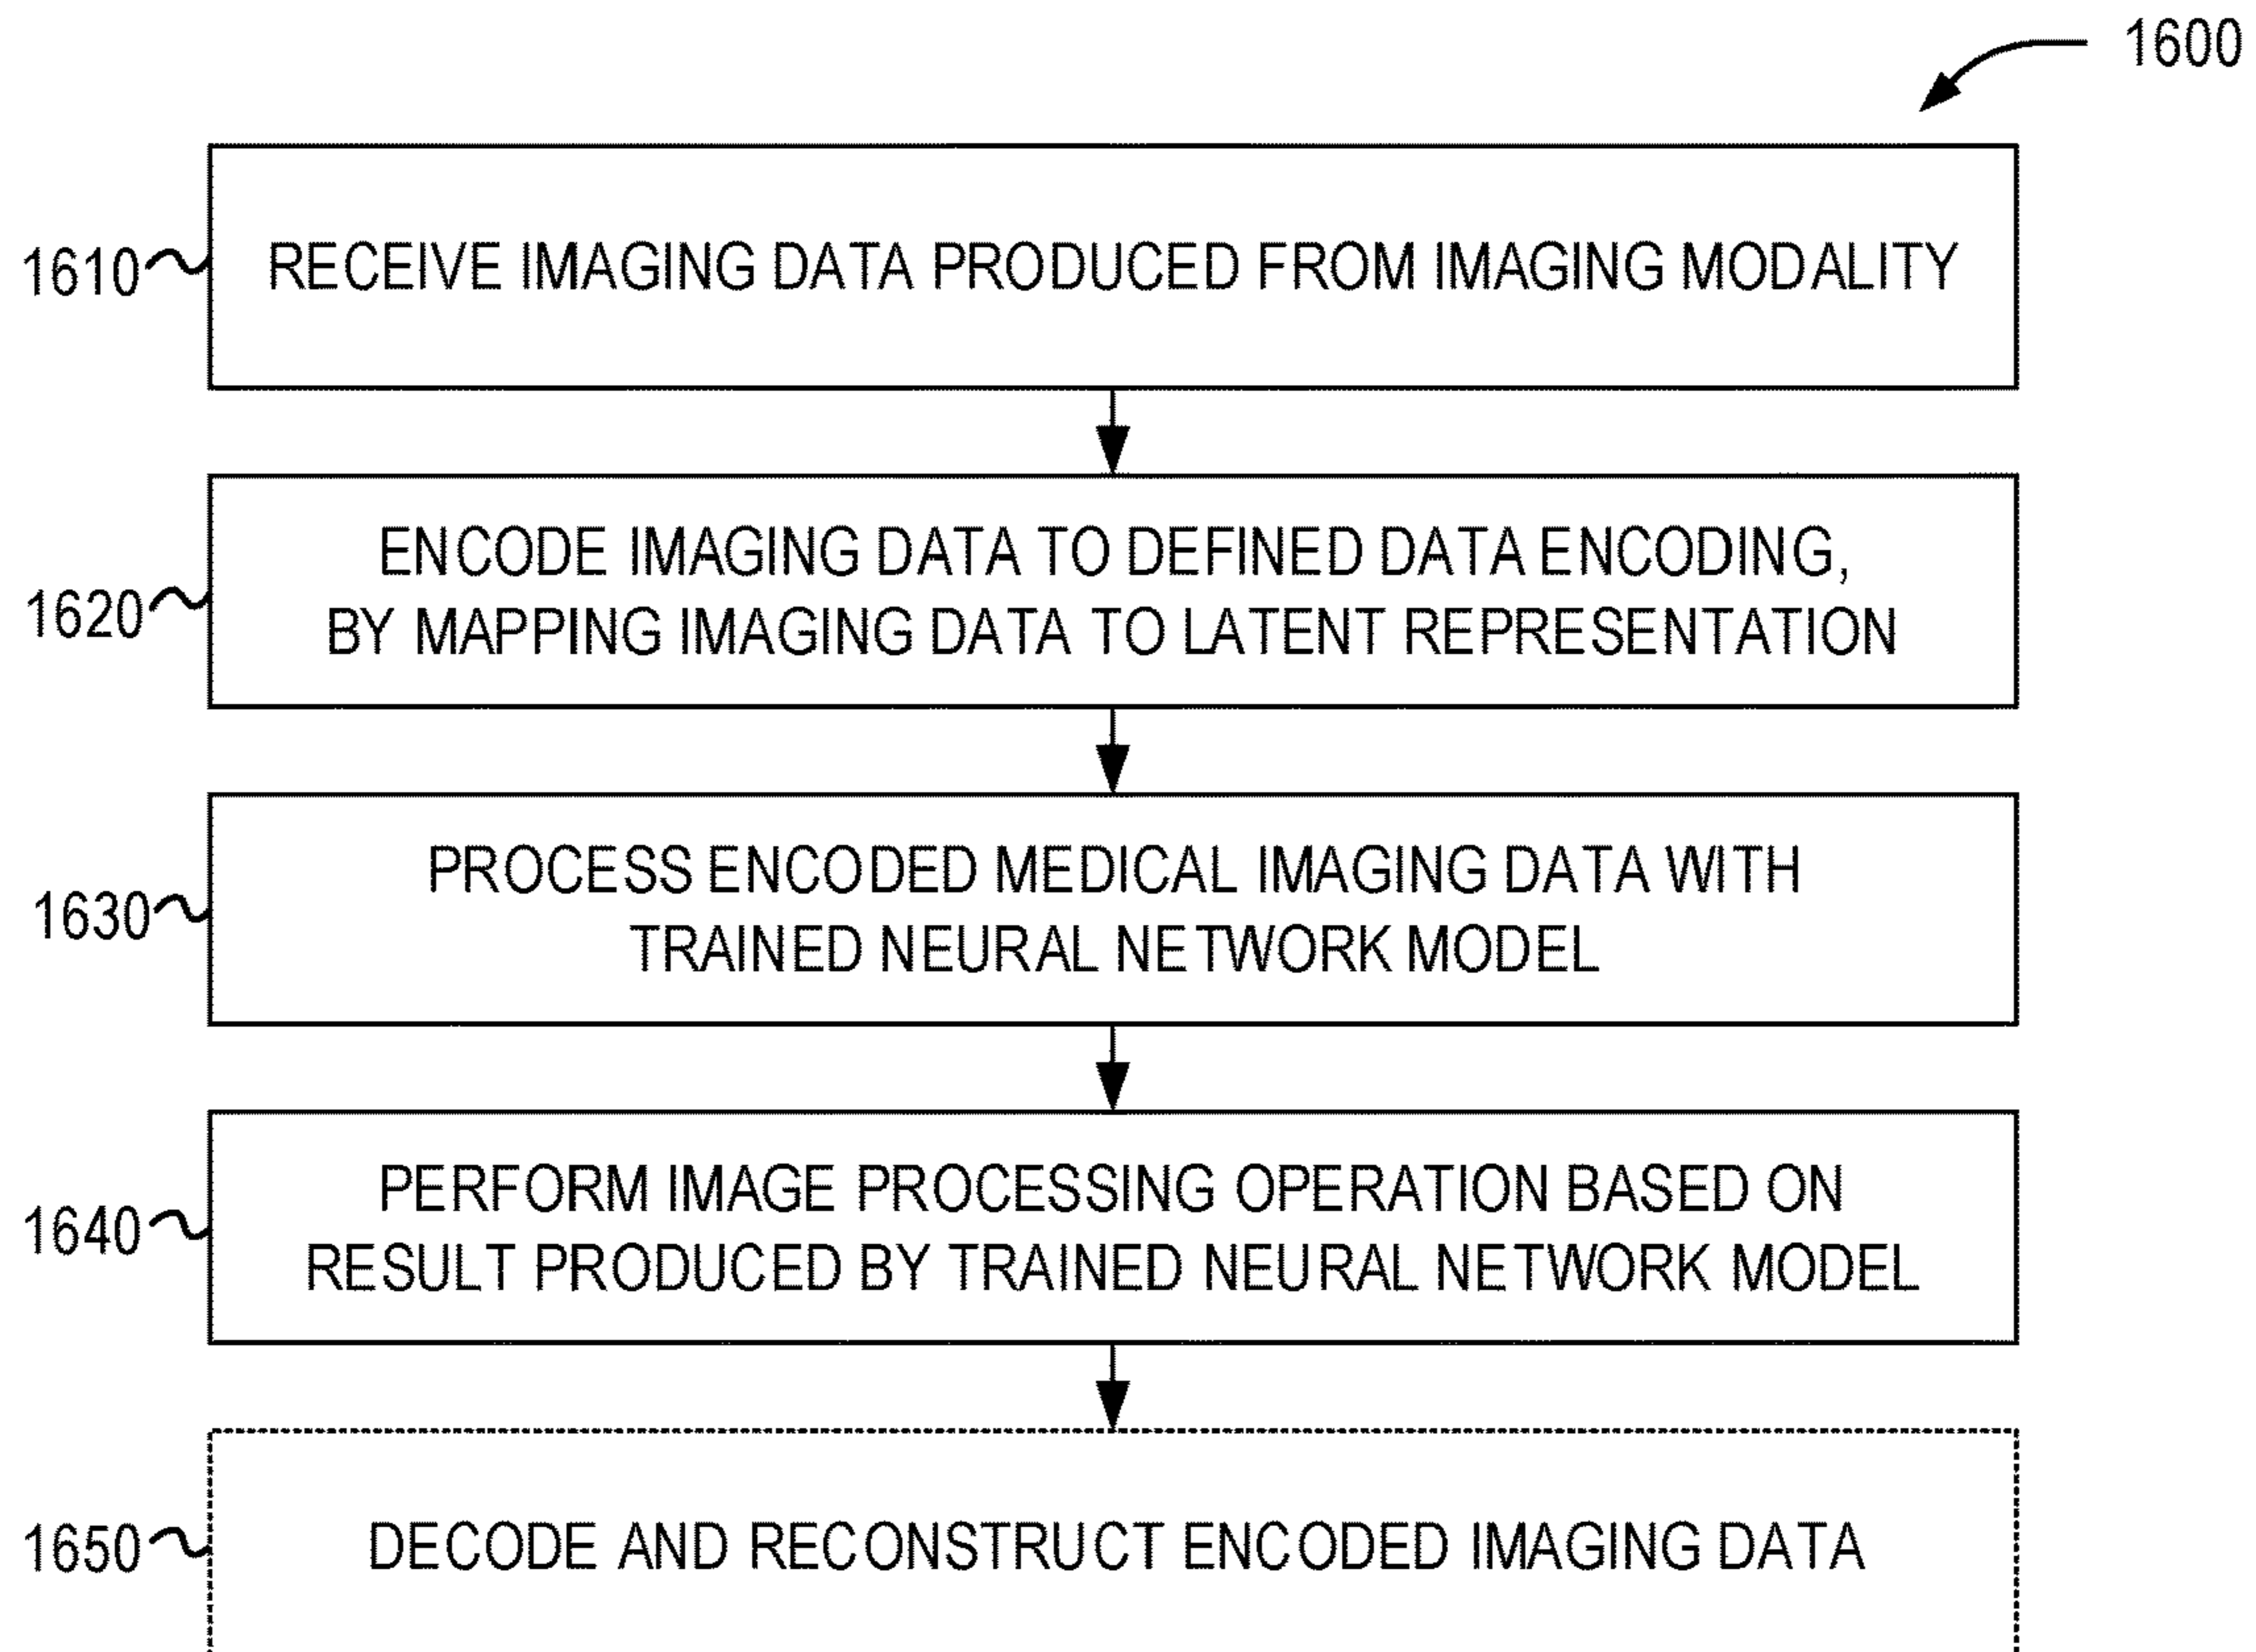 1600
1610
RECEIVE IMAGING DATA PRODUCED FROM IMAGING MODALITY
1620
ENCODE IMAGING DATA TO DEFINED DATA ENCODING,
BY MAPPING IMAGING DATA TO LATENT REPRESENTATION
1630
PROCESS ENCODED MEDICAL IMAGING DATA WITH
TRAINED NEURAL NETWORK MODEL
1640
PERFORM IMAGE PROCESSING OPERATION BASED ON
RESULT PRODUCED BY TRAINED NEURAL NETWORK MODEL
1650
DECODE AND RECONSTRUCT ENCODED IMAGING DATA